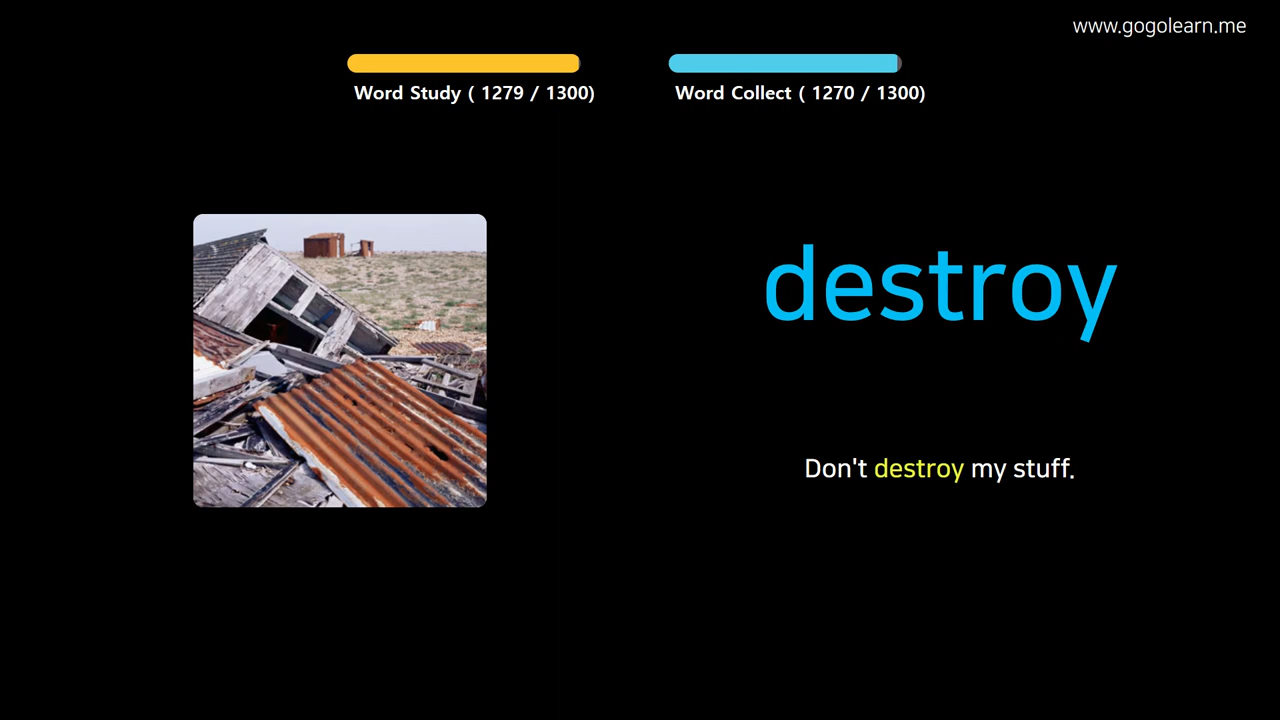 www.gogolearn.me
Word Study ( 1279 / 1300)
Word Collect ( 1270 / 1300)
destroy
Don't destroy my stuff.